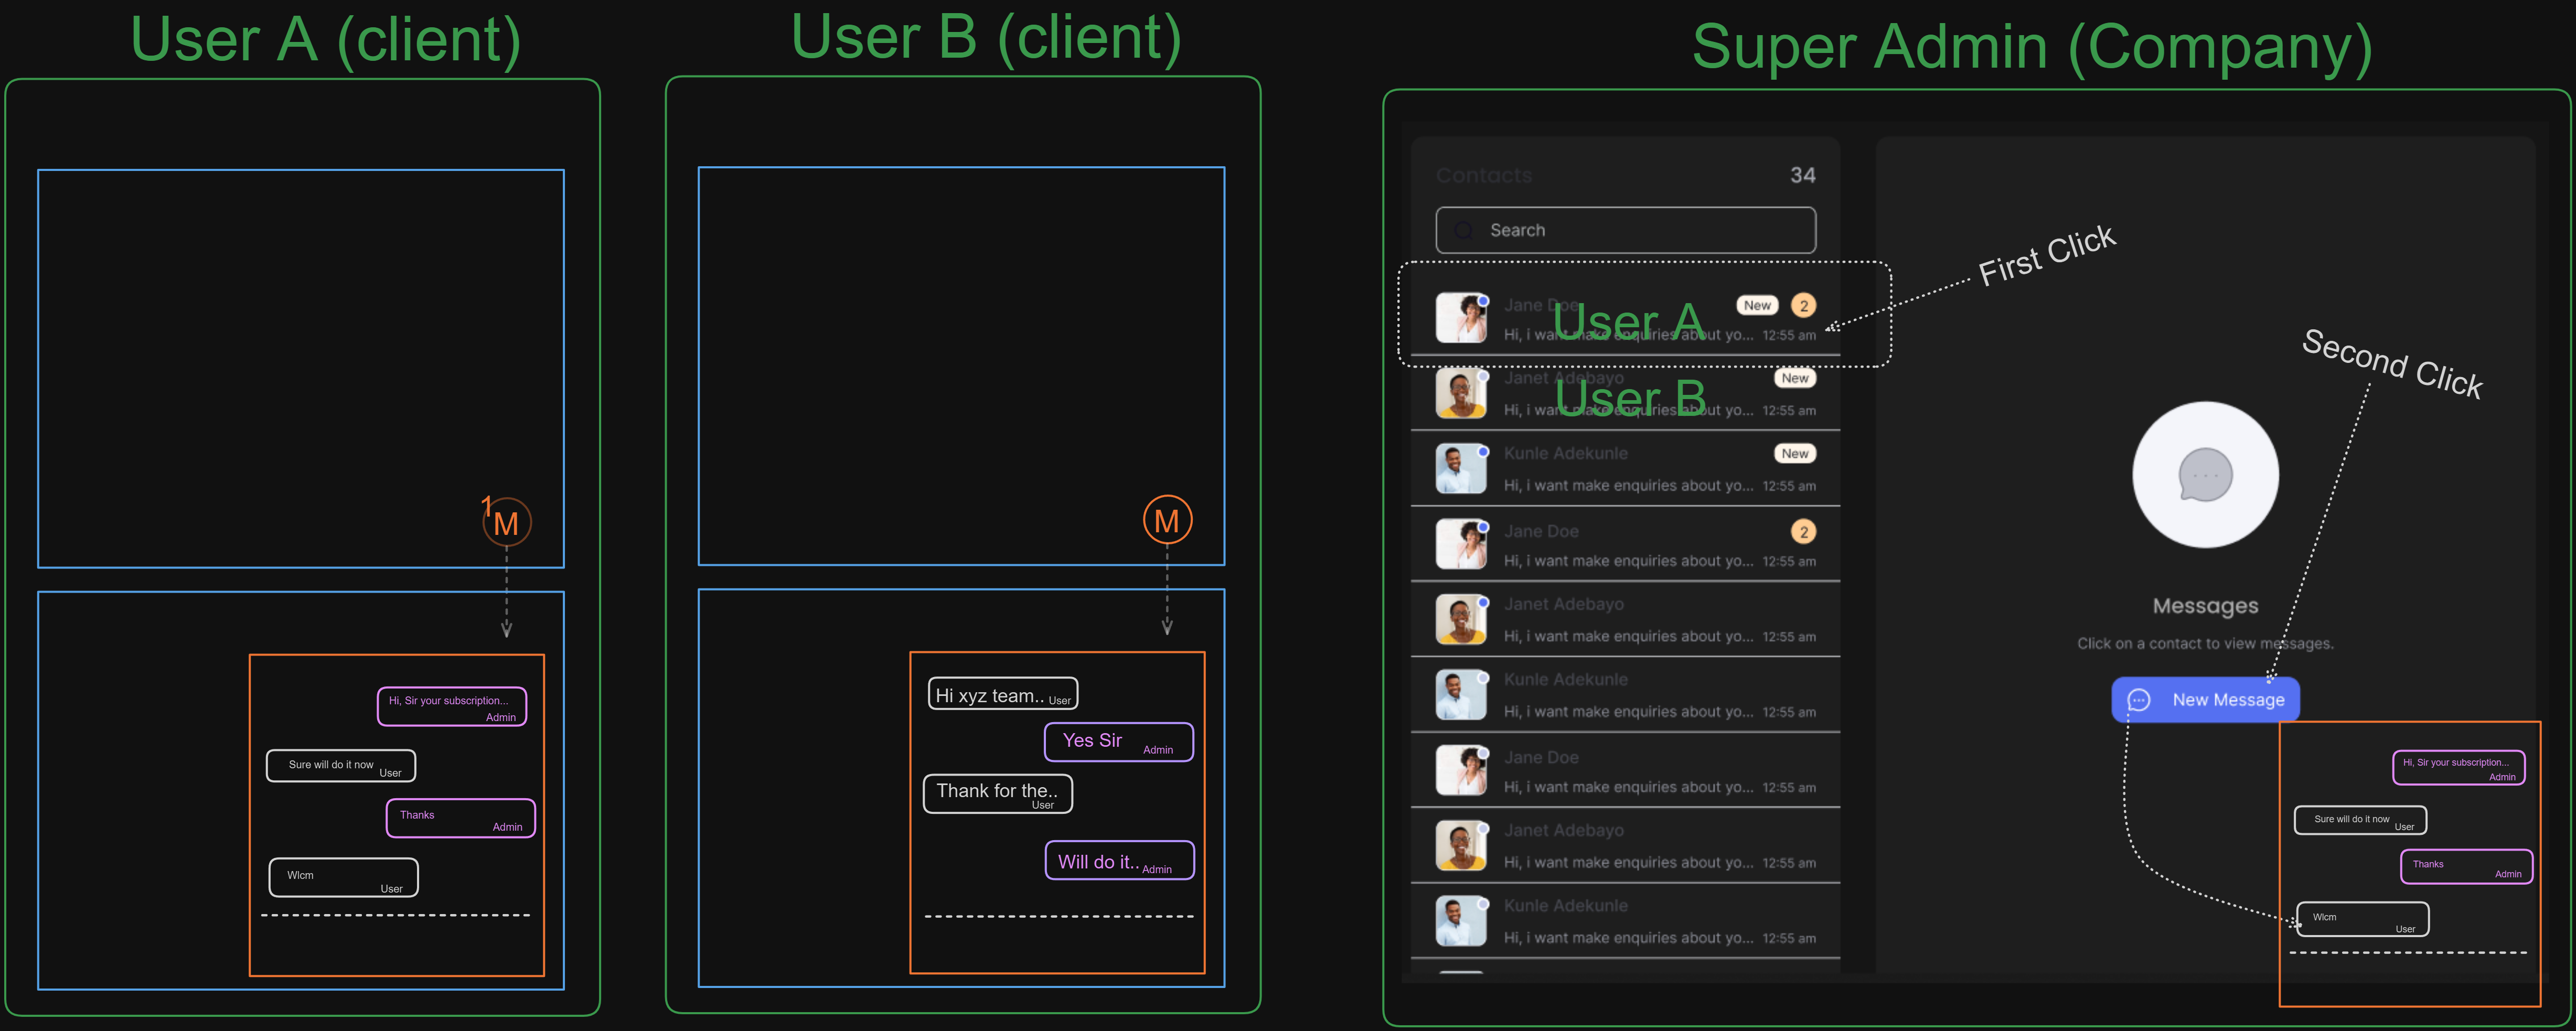 User A (client)
1
M
Hi, Sir your subscription...
Admin
Sure will do it now
User
Thanks
Admin
Wlcm
User
User B (client)
M
Hi xyz team..
User
Yes Sir
Admin
Thank for the..
User
Will do it..
Admin
Super Admin (Company)
Contacts
34
Search
First Click
Second Click
Jane Doe
New
2
User A
Hi, i want make enquiries about yo...
12:55 am
Janet Adebayo
New
User B
Hi, i want make enquiries about yo...
12:55 am
Kunle Adekunle
New
Hi, i want make enquiries about yo...
12:55 am
Jane Doe
2
Hi, i want make enquiries about yo...
12:55 am
Janet Adebayo
Hi, i want make enquiries about yo...
12:55 am
Kunle Adekunle
Hi, i want make enquiries about yo...
12:55 am
Jane Doe
Hi, i want make enquiries about yo...
12:55 am
Janet Adebayo
Hi, i want make enquiries about yo...
12:55 am
Kunle Adekunle
Hi, i want make enquiries about yo...
12:55 am
Messages
Click on a contact to view messages.
New Message
Hi, Sir your subscription...
Admin
Sure will do it now
User
Thanks
Admin
Wlcm
User